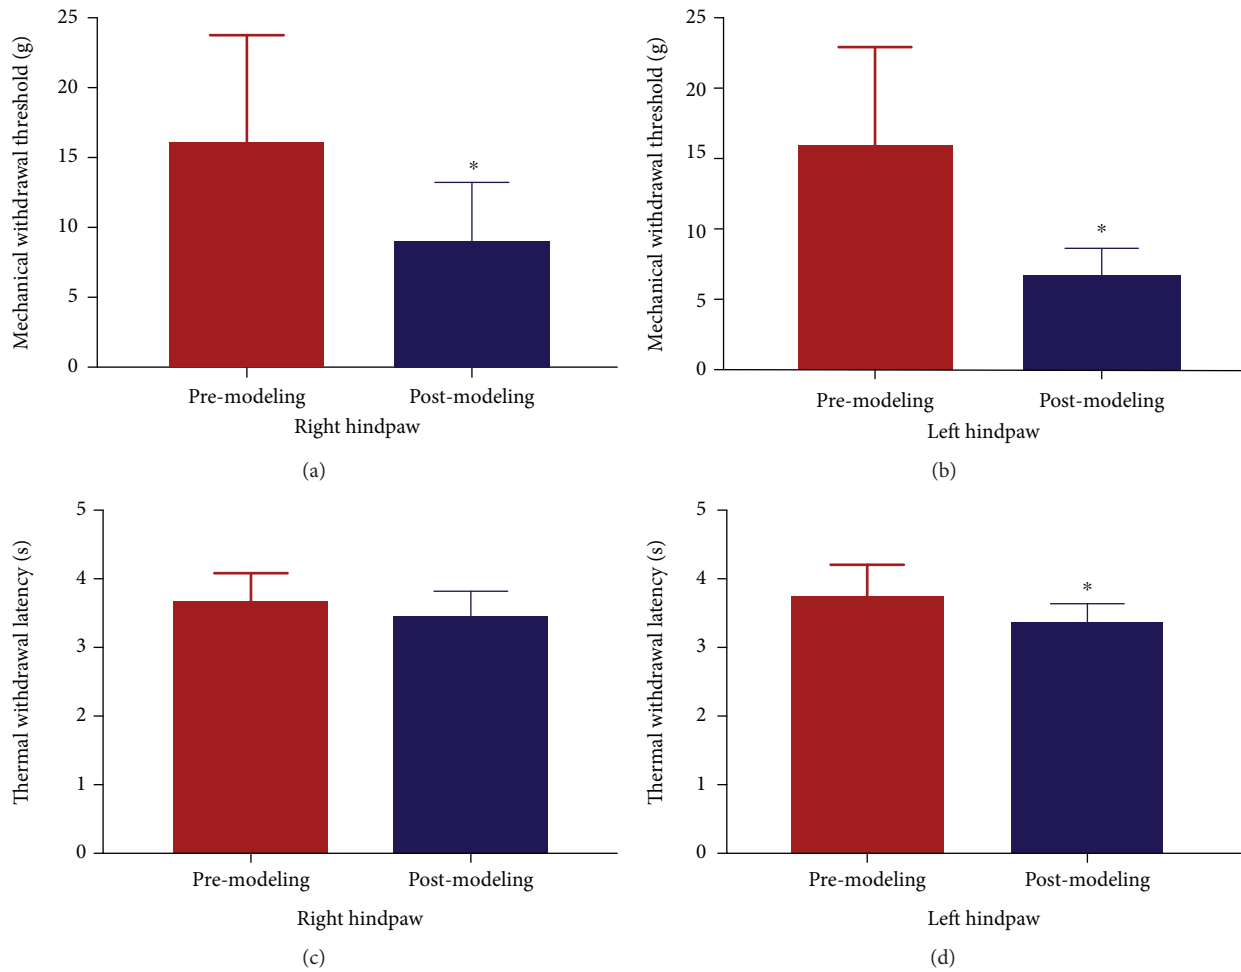 Mechanical withdrawal threshold (g)
25
20
15
10
5
0
*
Pre-modeling Post-modeling
Right hindpaw
(a)
Mechanical withdrawal threshold (g)
25
20
15
10
5
0
*
Pre-modeling Post-modeling
Left hindpaw
(b)
Thermal withdrawal latency (s)
5
4
3
2
1
0
Pre-modeling Post-modeling
Right hindpaw
(c)
Thermal withdrawal latency (s)
5
4
3
2
1
0
*
Pre-modeling Post-modeling
Left hindpaw
(d)